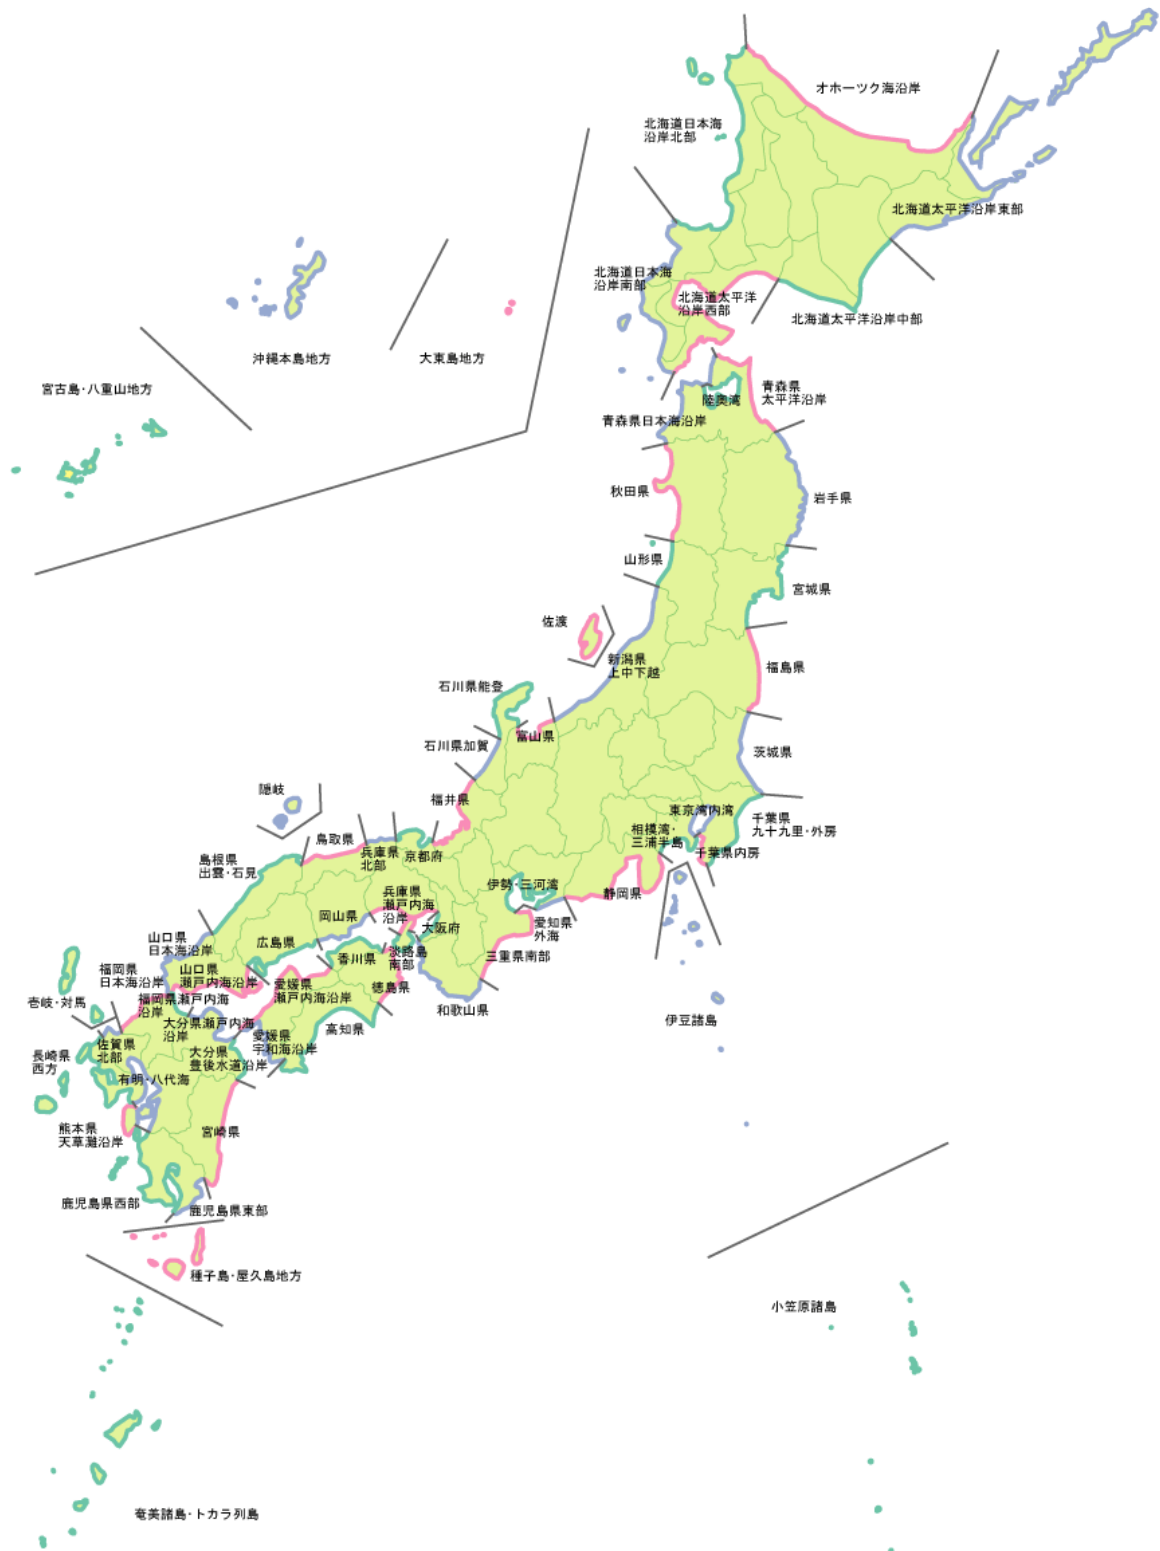 オホーツク海沿岸
北海道日本海
沿岸北部
北海道太平洋沿岸東部
北海道日本海
沿岸南部
北海道太平洋
沿岸西部
北海道太平洋沿岸中部
沖縄本島地方
大東島地方
宮古島・八重山地方
青森県
太平洋沿岸
陸奥湾
青森県日本海沿岸
秋田県
岩手県
山形県
宮城県
佐渡
新潟県
上中下越
福島県
石川県能登
富山県
石川県加賀
茨城県
隠岐
福井県
東京湾内湾
千葉県
九十九里・外房
相模湾・
三浦半島
千葉県内房
鳥取県
兵庫県
北部
京都府
島根県
出雲・石見
伊勢・三河湾
静岡県
兵庫県
瀬戸内海
沿岸
岡山県
大阪府
愛知県
外海
広島県
山口県
日本海沿岸
香川県
淡路島
南部
三重県南部
福岡県
日本海沿岸
山口県
瀬戸内海沿岸
愛媛県
瀬戸内海沿岸
徳島県
壱岐・対馬
福岡県瀬戸内海
沿岸
和歌山県
伊豆諸島
大分県瀬戸内海
沿岸
高知県
愛媛県
宇和海沿岸
佐賀県
北部
大分県
豊後水道沿岸
長崎県
西方
有明・八代海
熊本県
天草灘沿岸
宮崎県
鹿児島県西部
鹿児島県東部
種子島・屋久島地方
小笠原諸島
奄美諸島・トカラ列島